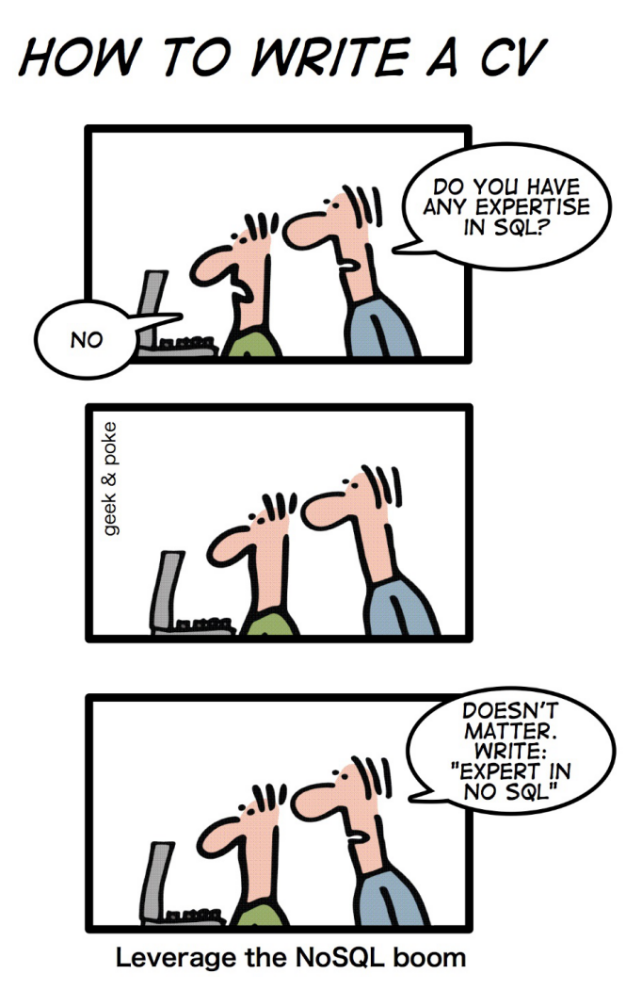 HOW TO WRITE A CV
DO YOU HAVE
ANY EXPERTISE
IN SQL?
NO
geek & poke
DOESN'T
MATTER.
WRITE:
"EXPERT IN
NO SQL"
Leverage the NoSQL boom